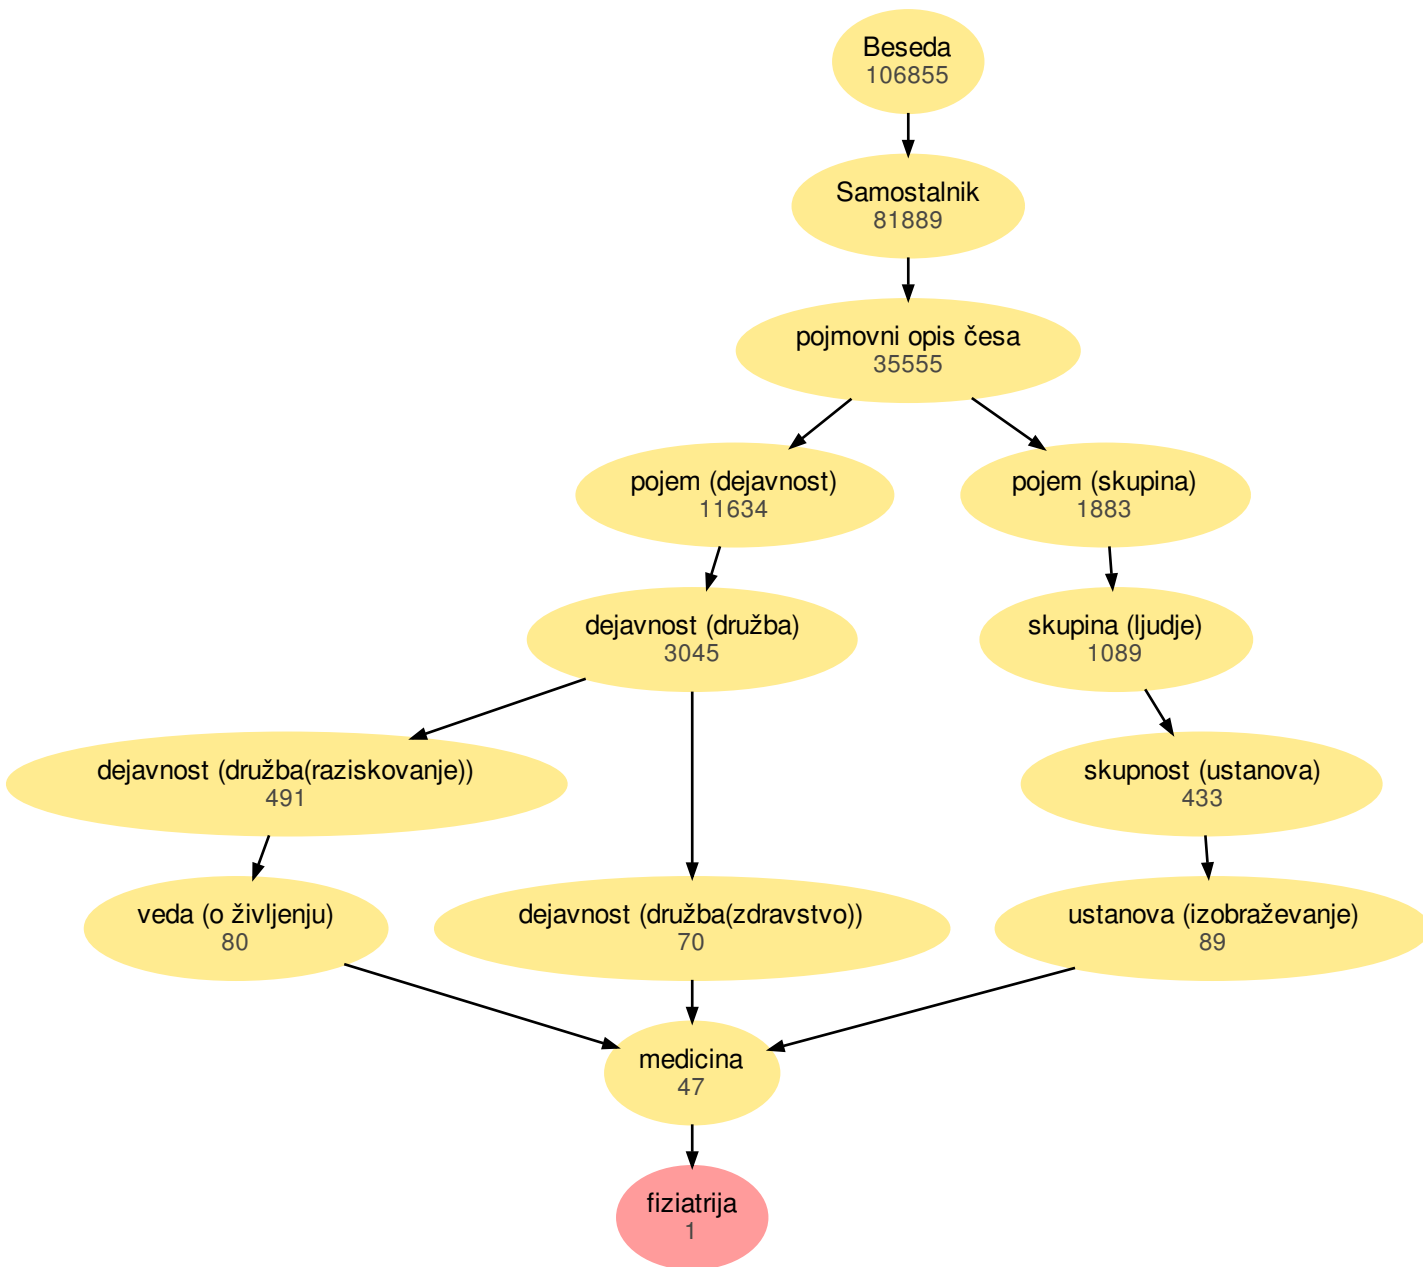 Beseda
106855
Samostalnik
81889
pojmovni opis česa
35555
pojem (dejavnost)
11634
pojem (skupina)
1883
dejavnost (družba)
3045
skupina (ljudje)
1089
dejavnost (družba(raziskovanje))
491
skupnost (ustanova)
433
veda (o življenju)
80
dejavnost (družba(zdravstvo))
70
ustanova (izobraževanje)
89
medicina
47
fiziatrija
1